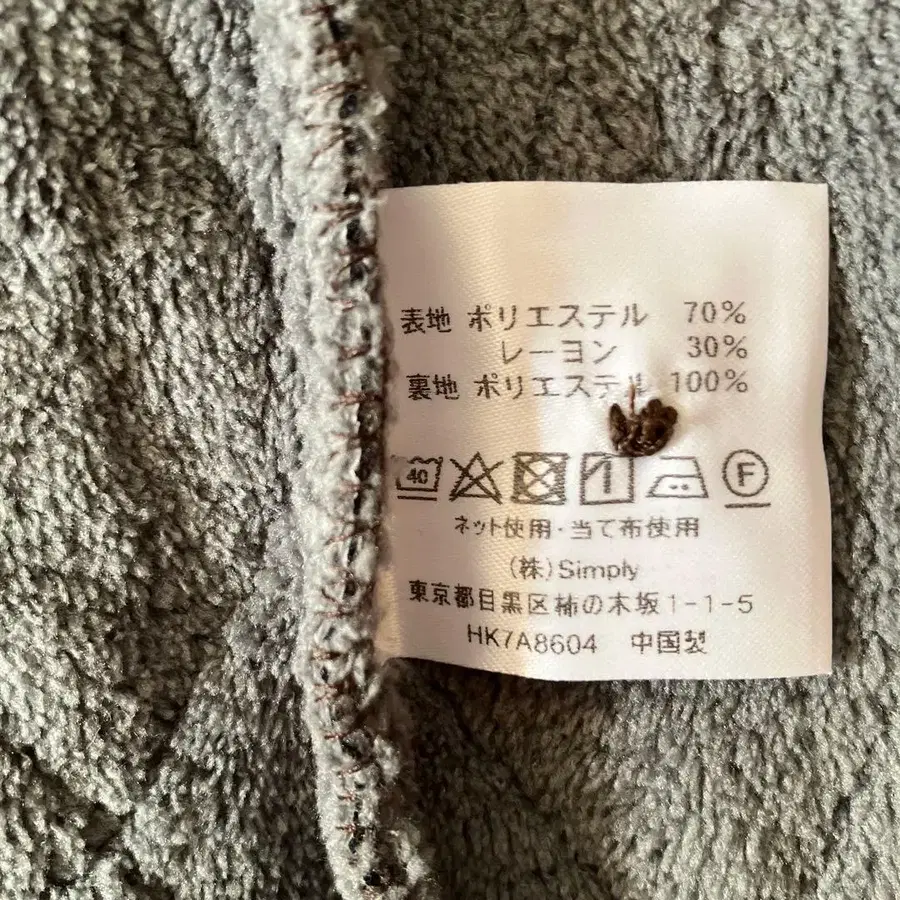 表地 ポリエステル 70%
レーヨン 30%
裏地 ポリエステル 100%
40 F
ネット使用・当て布使用
(株)Simply
東京都目黒区柿の木坂1-1-5
HK7A8604 中国製